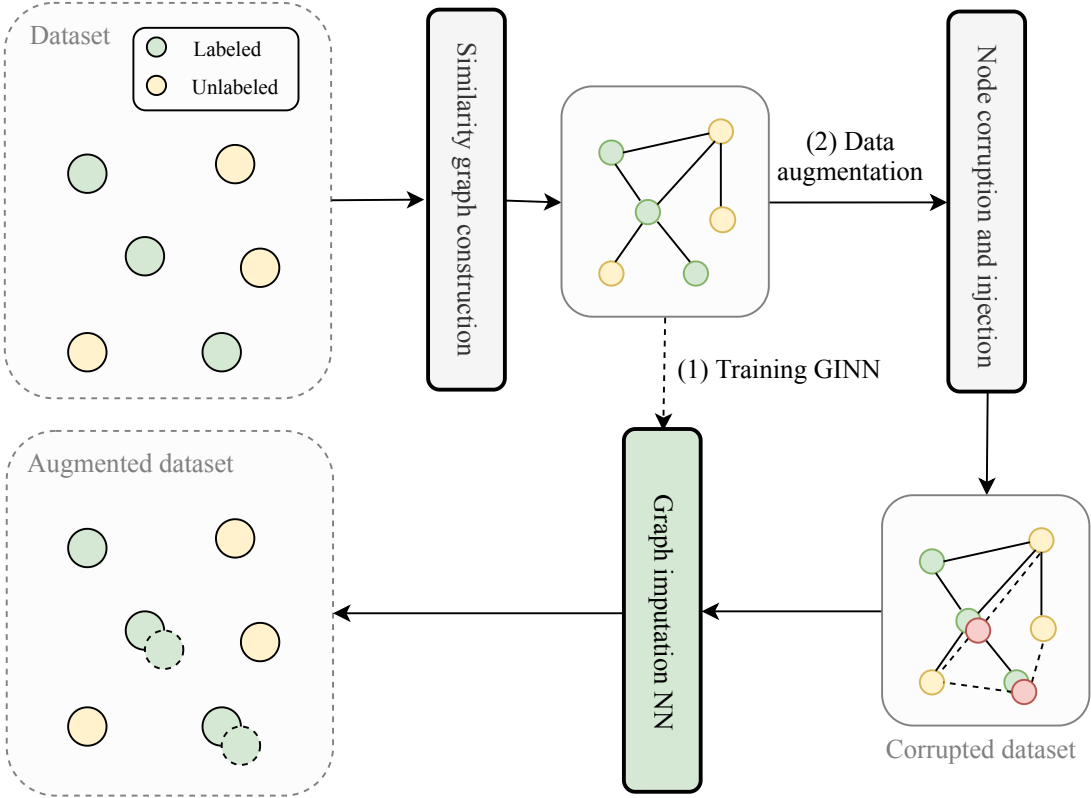 Dataset
Labeled
Unlabeled
Similarity graph construction
(2) Data
augmentation
Node corruption and injection
(1) Training GINN
Augmented dataset
Graph imputation NN
Corrupted dataset